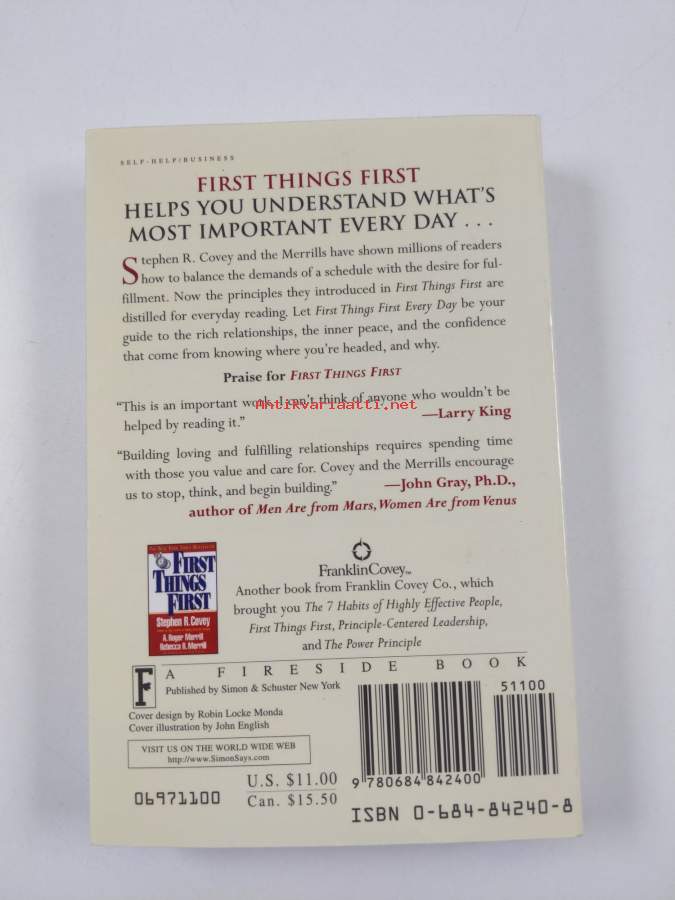 SELF-HELP/BUSINESS
FIRST THINGS FIRST
HELPS YOU UNDERSTAND WHAT'S
MOST IMPORTANT EVERY DAY . . .
Stephen R. Covey and the Merrills have shown millions of readers
how to balance the demands of a schedule with the desire for ful-
fillment. Now the principles they introduced in First Things First are
distilled for everyday reading. Let First Things First Every Day be your
guide to the rich relationships, the inner peace, and the confidence
that come from knowing where you're headed, and why.
Praise for FIRST THINGS FIRST
"This is an important work. I can't think of anyone who wouldn't be
Antikvariaatti.net
helped by reading it." —Larry King
"Building loving and fulfilling relationships requires spending time
with those you value and care for. Covey and the Merrills encourage
us to stop, think, and begin building." —John Gray, Ph.D.,
author of Men Are from Mars, Women Are from Venus
FIRST
THINGS
FIRST
Stephen R. Covey
A. Roger Merrill
Rebecca R. Merrill
FranklinCovey™
Another book from Franklin Covey Co., which
brought you The 7 Habits of Highly Effective People,
First Things First, Principle-Centered Leadership,
and The Power Principle
F
A FIRESIDE BOOK
Published by Simon & Schuster New York
Cover design by Robin Locke Monda
Cover illustration by John English
VISIT US ON THE WORLD WIDE WEB
http://www.SimonSays.com
06971100
U.S. $11.00
Can. $15.50
51100
9 780684 842400
ISBN 0-684-84240-8